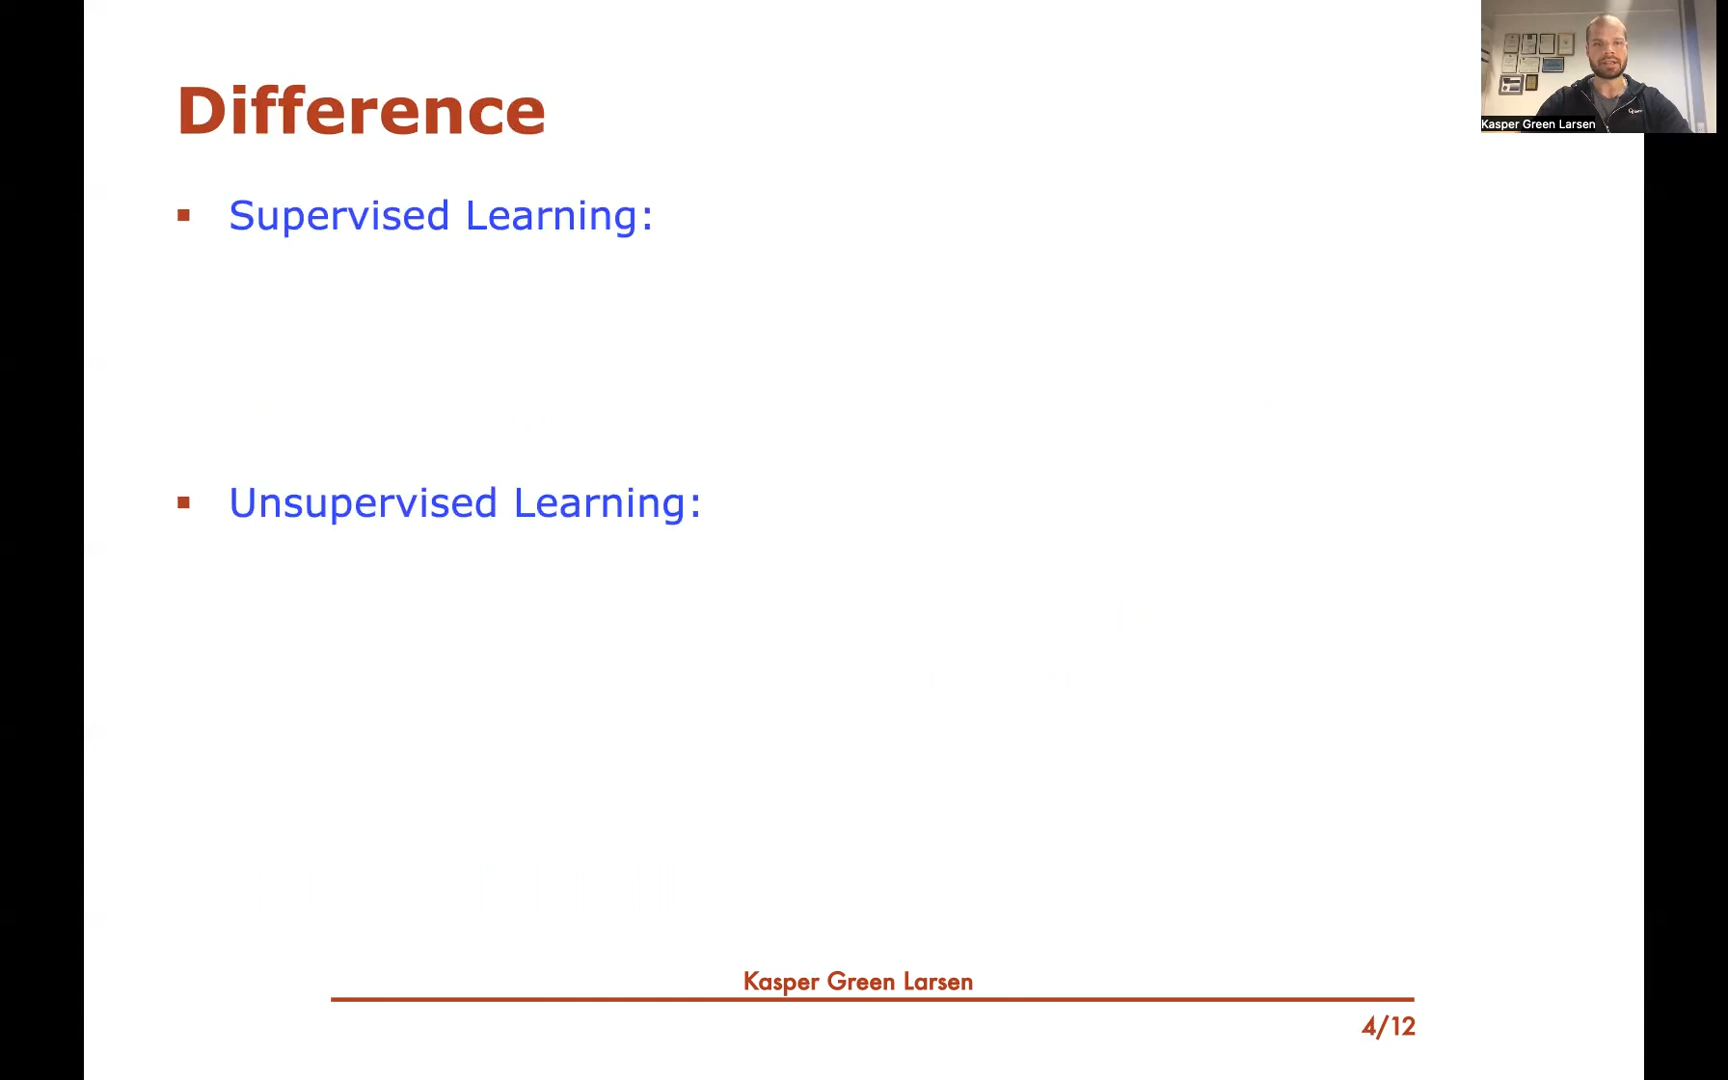 Difference
Supervised Learning:
Unsupervised Learning:
Kasper Green Larsen
4/12
Kasper Green Larsen